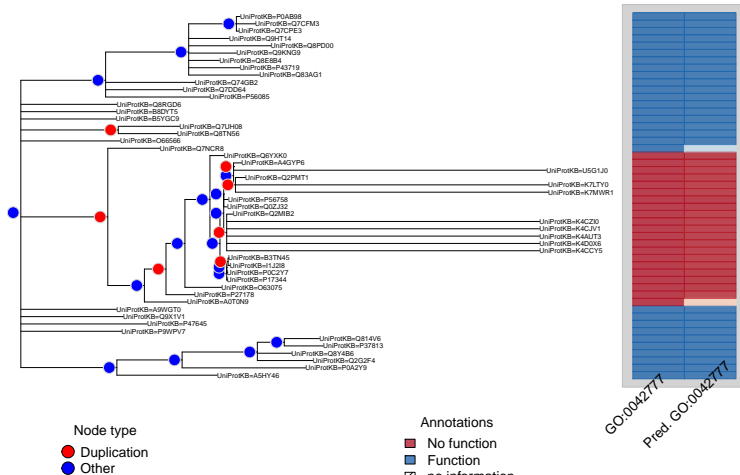 UniProtKB=P0AB98
UniProtKB=Q7CFM3
UniProtKB=Q7CPE3
UniProtKB=Q9HT14
UniProtKB=Q8PD00
UniProtKB=Q9KNG9
UniProtKB=Q8E8B4
UniProtKB=P43719
UniProtKB=Q83AG1
UniProtKB=Q74GB2
UniProtKB=Q7DD64
UniProtKB=P56085
UniProtKB=Q8RGD6
UniProtKB=B8DYT5
UniProtKB=B5YGC9
UniProtKB=Q7UH08
UniProtKB=Q8TN56
UniProtKB=O66566
UniProtKB=Q7NCR8
UniProtKB=Q6YXK0
UniProtKB=A4GYP6
UniProtKB=U5G1J0
UniProtKB=Q2PMT1
UniProtKB=K7LTY0
UniProtKB=K7MWR1
UniProtKB=P56758
UniProtKB=Q0ZJ32
UniProtKB=Q2MIB2
UniProtKB=K4CZI0
UniProtKB=K4CJV1
UniProtKB=K4AUT3
UniProtKB=K4D0X6
UniProtKB=K4CCY5
UniProtKB=B3TN45
UniProtKB=I1J2I8
UniProtKB=P0C2Y7
UniProtKB=P17344
UniProtKB=O63075
UniProtKB=P27178
UniProtKB=A0T0N9
UniProtKB=A9WGT0
UniProtKB=Q9X1V1
UniProtKB=P47645
UniProtKB=P9WPV7
UniProtKB=Q814V6
UniProtKB=P37813
UniProtKB=Q8Y4B6
UniProtKB=Q2G2F4
UniProtKB=P0A2Y9
UniProtKB=A5HY46
GO:0042777
Pred. GO:0042777
Node type
Duplication
Other
Annotations
No function
Function
no information